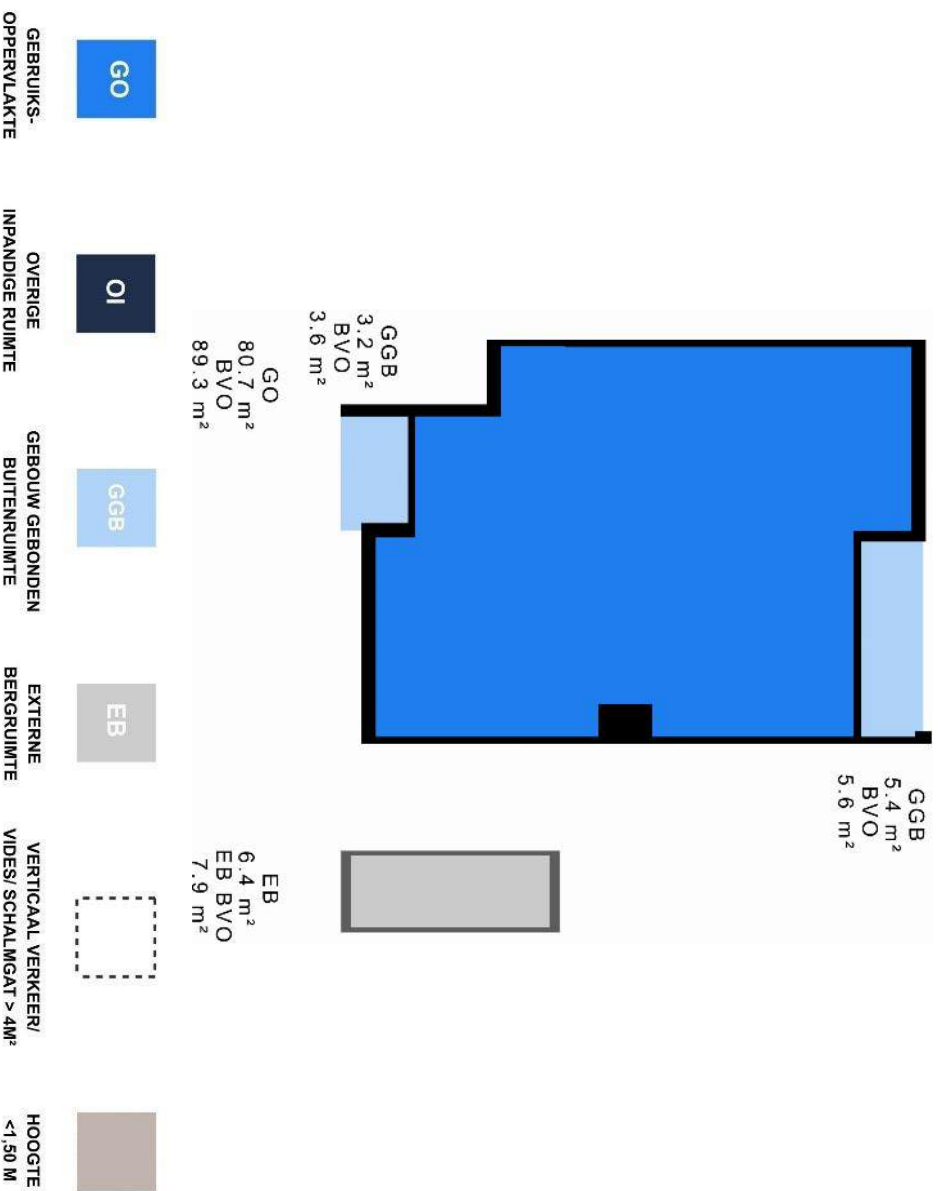 GGB
5.4 m²
BVO
5.6 m²
GGB
3.2 m²
BVO
3.6 m²
GO
80.7 m²
BVO
89.3 m²
EB
6.4 m²
EB BVO
7.9 m²
GO
GEBRUIKS-
OPPERVLAKTE
OI
OVERIGE
INPANDIGE RUIMTE
GGB
GEBOUW GEBONDEN
BUITENRUIMTE
EB
EXTERNE
BERGRUIMTE
VERTICAAL VERKEER/
VIDES/ SCHALMGAT > 4M²
HOOGTE
<1,50 M